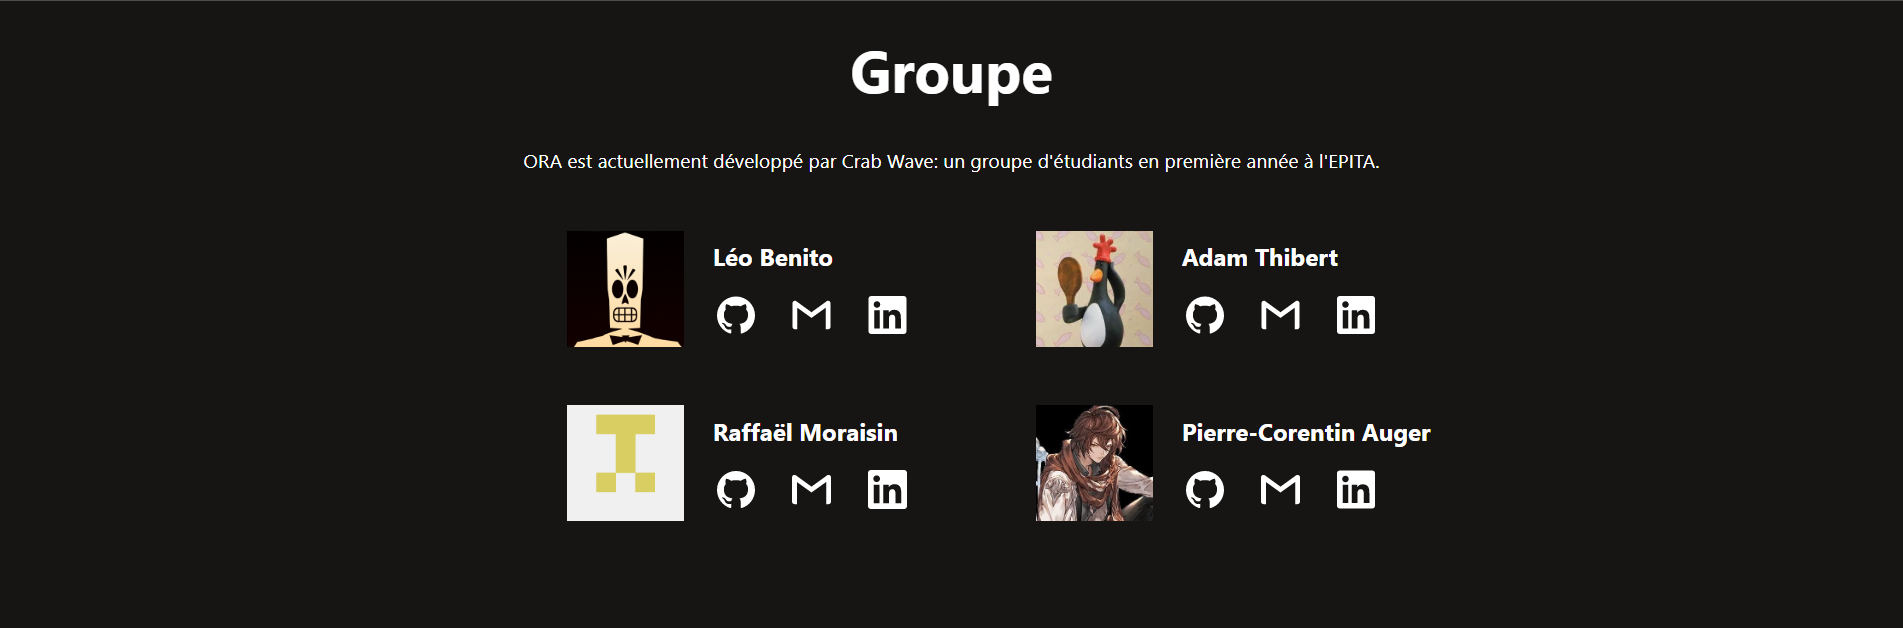 Groupe
ORA est actuellement développé par Crab Wave: un groupe d'étudiants en première année à l'EPITA.
Léo Benito
in
Adam Thibert
in
Raffaël Moraisin
in
Pierre-Corentin Auger
in